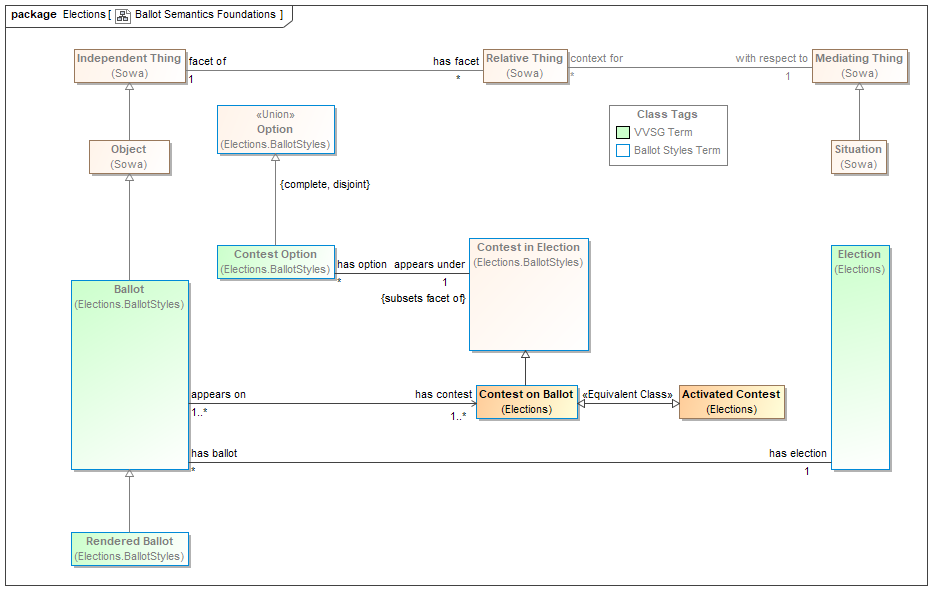 package Elections [ Ballot Semantics Foundations ]
Independent Thing
(Sowa)
facet of
1
has facet
*
Relative Thing
(Sowa)
context for
*
with respect to
1
Mediating Thing
(Sowa)
«Union»
Option
(Elections.BallotStyles)
Class Tags
VVSG Term
Ballot Styles Term
Object
(Sowa)
Situation
(Sowa)
{complete, disjoint}
Contest Option
(Elections.BallotStyles)
has option
*
appears under
1
{subsets facet of}
Contest in Election
(Elections.BallotStyles)
Election
(Elections)
Ballot
(Elections.BallotStyles)
appears on
1..*
has contest
1..*
Contest on Ballot
(Elections)
«Equivalent Class»
Activated Contest
(Elections)
has ballot
*
has election
1
Rendered Ballot
(Elections.BallotStyles)